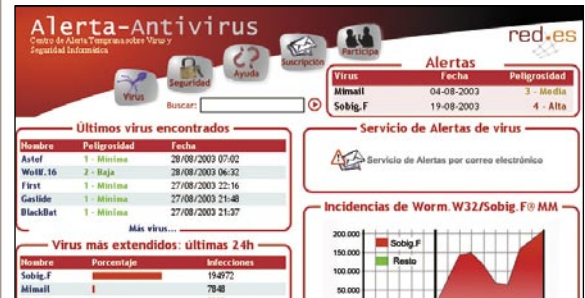 Alerta-Antivirus
Centro de Alerta Temprana sobre Virus y
Seguridad Informática
red.es
Virus
Seguridad
Ayuda
Suscripción
Participa
Buscar:
Alertas
Virus Fecha Peligrosidad
Mimail 04-08-2003 3 - Media
Sobig.F 19-08-2003 4 - Alta
Últimos virus encontrados
Nombre Peligrosidad Fecha
Astef 1 - Mínima 28/08/2003 07:02
Wolff.16 2 - Baja 28/08/2003 06:32
First 1 - Mínima 27/08/2003 22:16
Gaslide 1 - Mínima 27/08/2003 21:48
BlackBat 1 - Mínima 27/08/2003 21:37
Más virus...
Virus más extendidos: últimas 24h
Nombre Porcentaje Infecciones
Sobig.F 194972
Mimail 7848
Servicio de Alertas de virus
Servicio de Alertas por correo electrónico
Incidencias de Worm.W32/Sobig.F@MM
200.000
150.000
100.000
50.000
Sobig.F
Resto